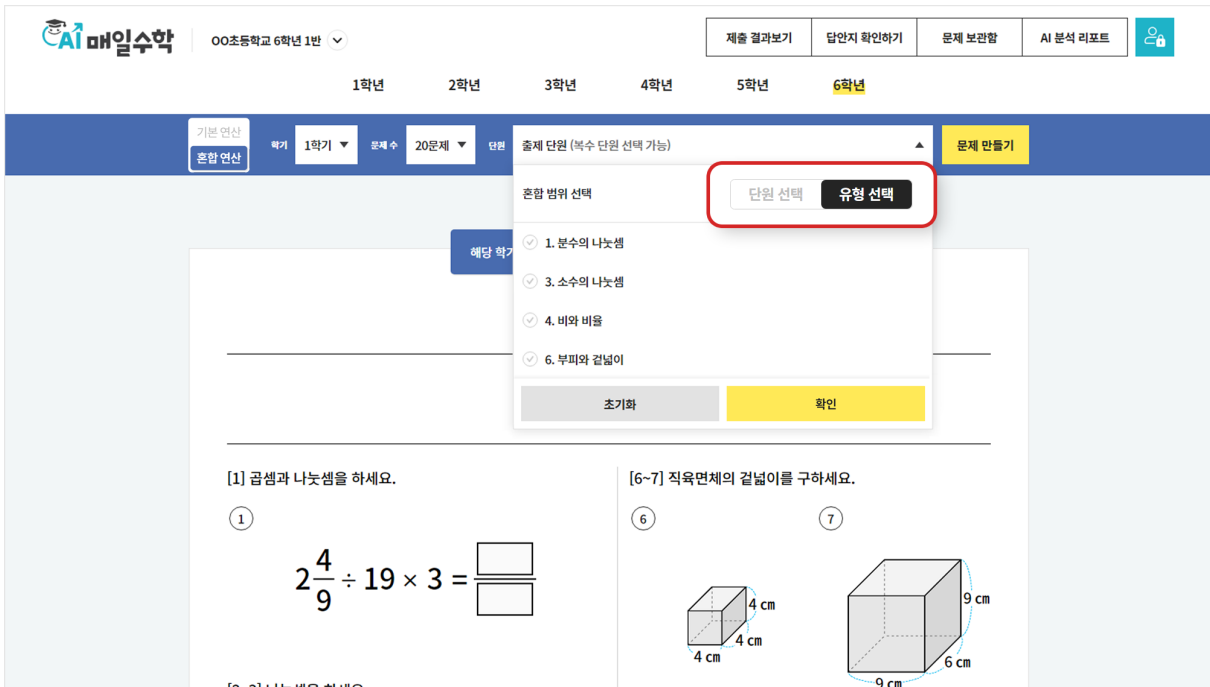 AI 매일수학
OO초등학교 6학년 1반
제출 결과보기
답안지 확인하기
문제 보관함
AI 분석 리포트
1학년 2학년 3학년 4학년 5학년 6학년
기본 연산
혼합 연산
학기 1학기 ▼ 문제 수 20문제 ▼ 단원 출제 단원 (복수 단원 선택 가능) ▲ 문제 만들기
혼합 범위 선택 단원 선택 유형 선택
해당 학기
1. 분수의 나눗셈
3. 소수의 나눗셈
4. 비와 비율
6. 부피와 겉넓이
초기화 확인
[1] 곱셈과 나눗셈을 하세요.
1
2 4/9 ÷ 19 × 3 =
[6~7] 직육면체의 겉넓이를 구하세요.
6 7
4 cm
4 cm
4 cm
9 cm
6 cm
9 cm